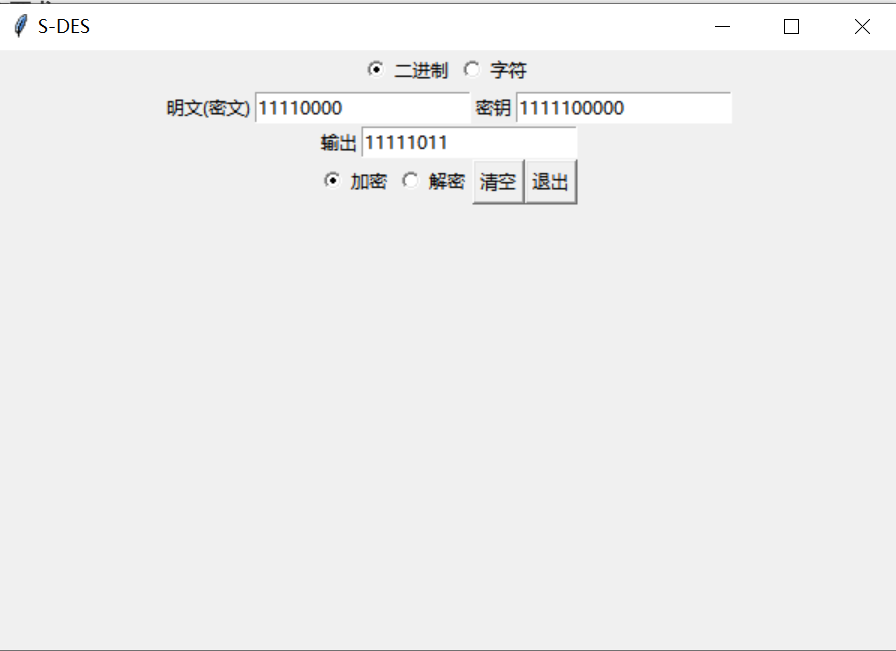 S-DES
二进制 字符
明文(密文) 11110000 密钥 1111100000
输出 11111011
加密 解密 清空 退出